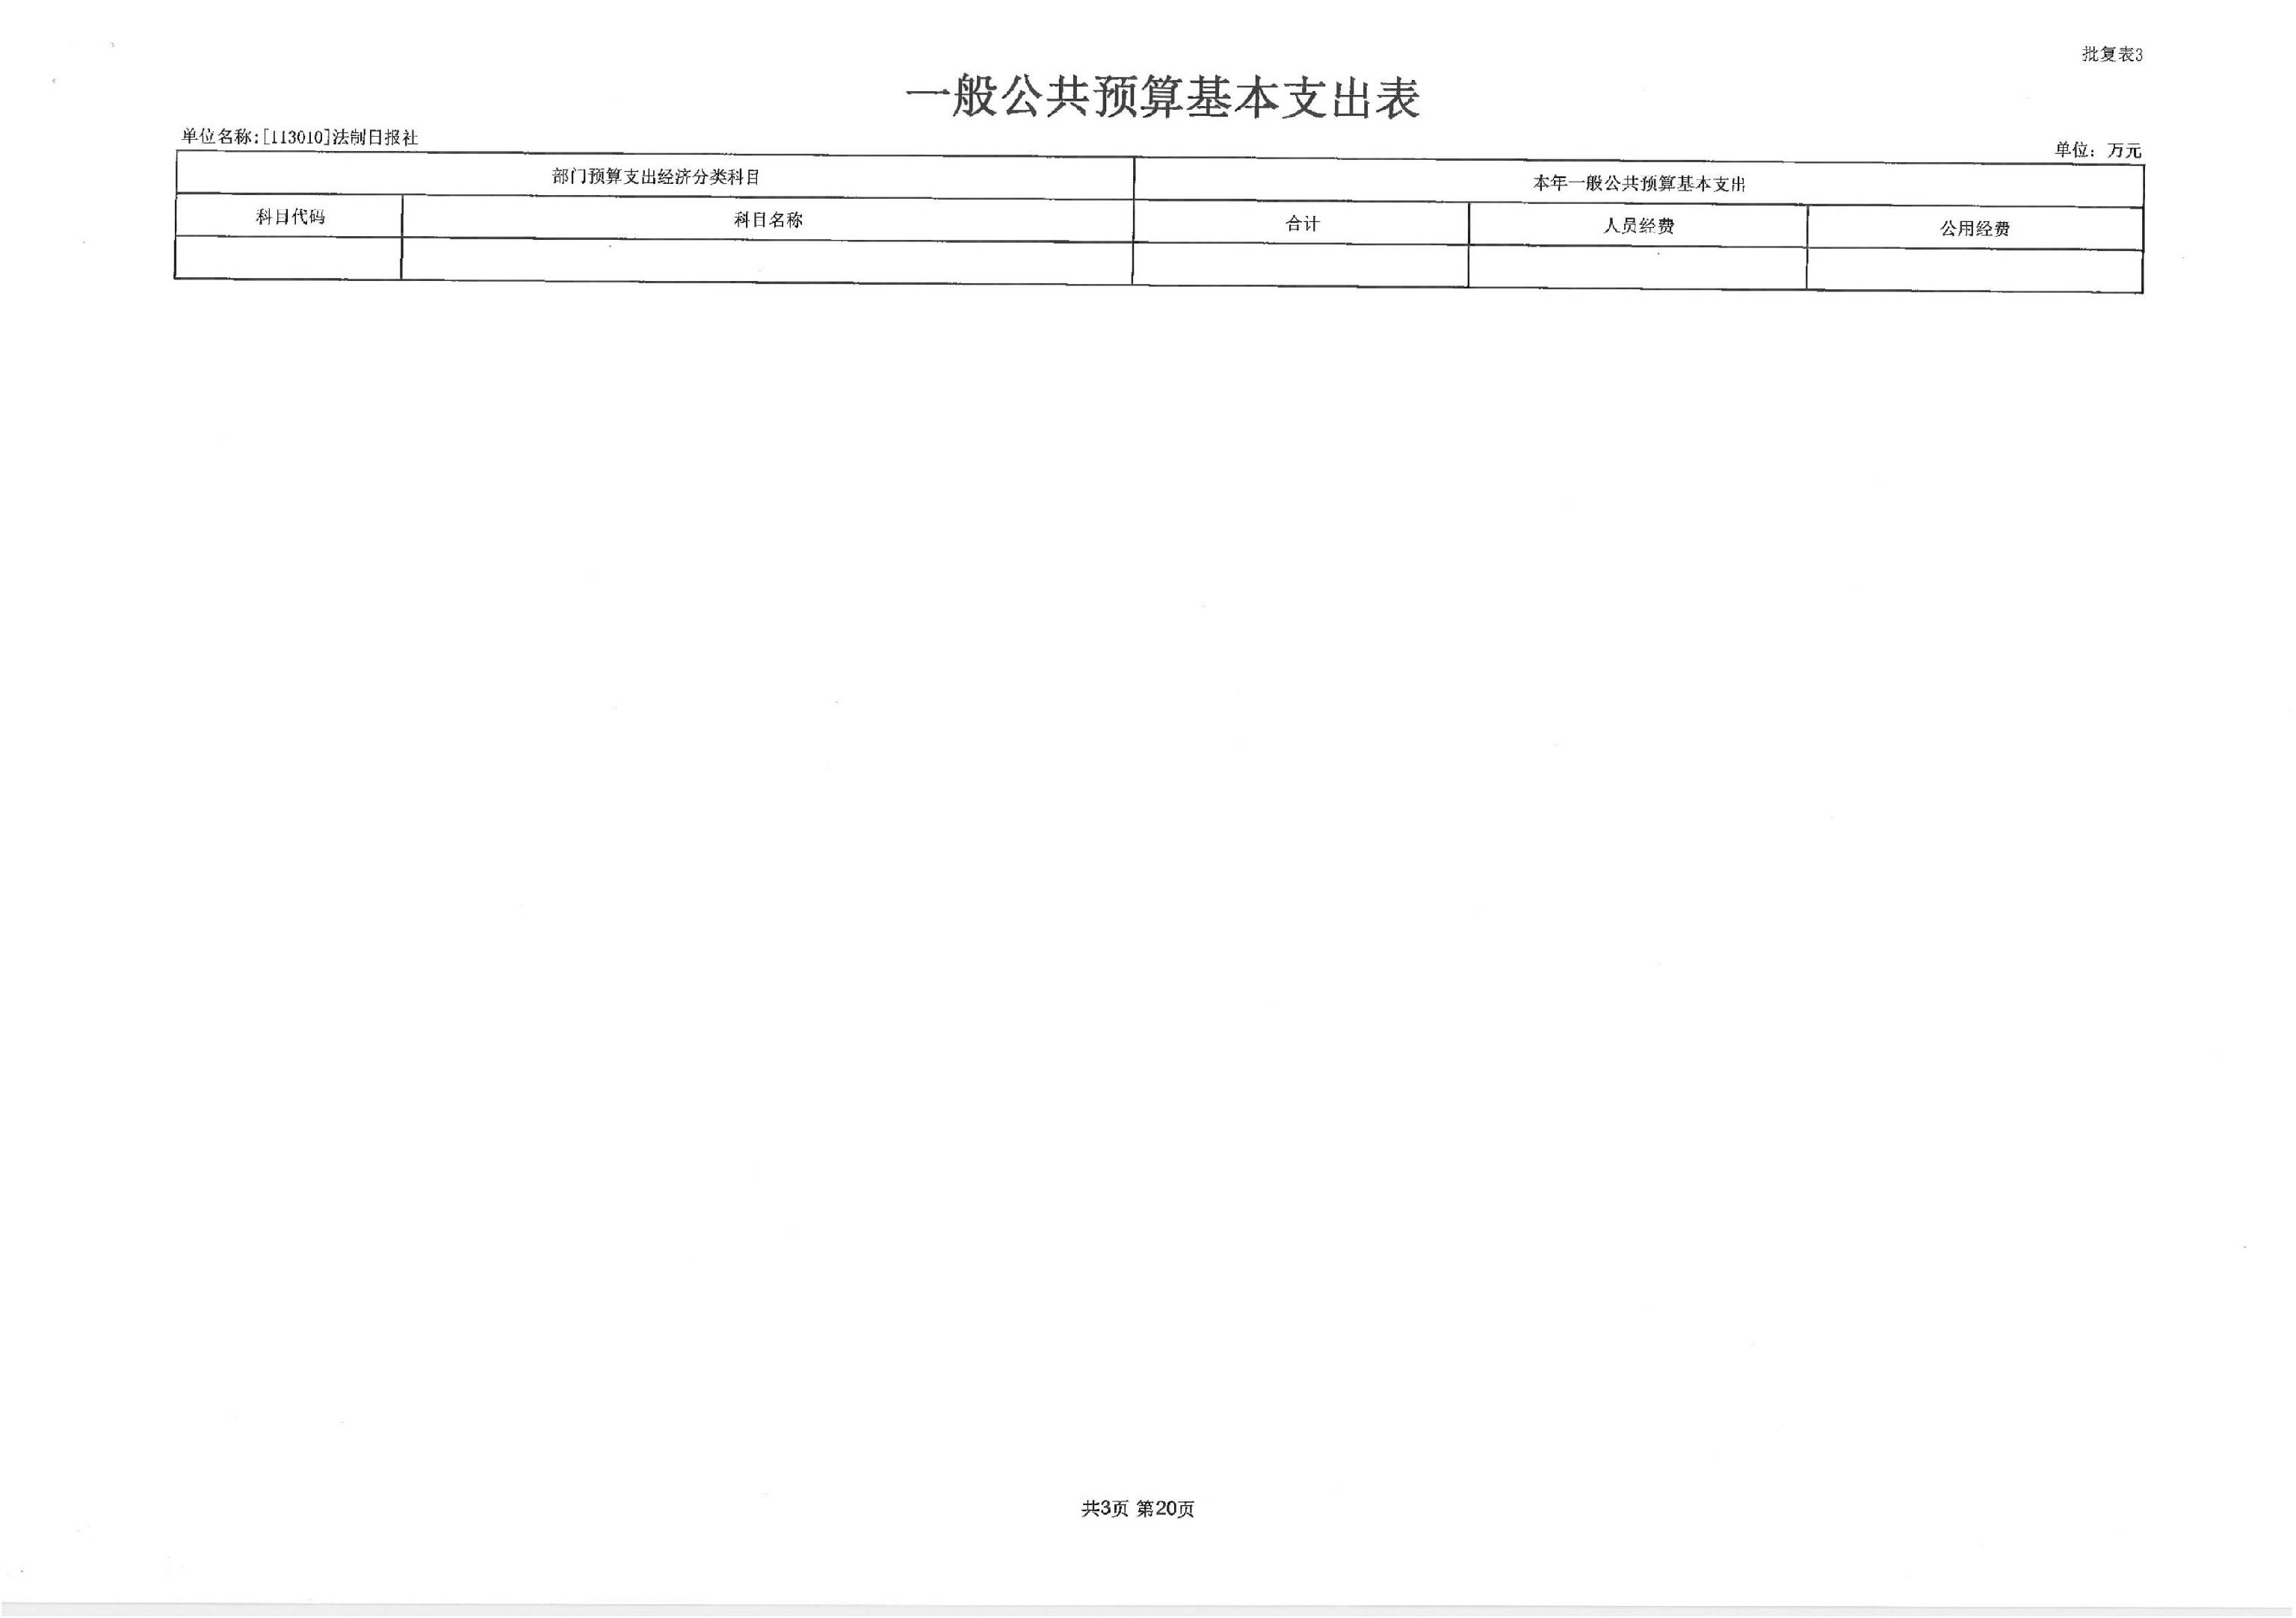 批复表3
一般公共预算基本支出表
单位名称:[113010]法制日报社
单位：万元
部门预算支出经济分类科目 本年一般公共预算基本支出
科目代码 科目名称 合计 人员经费 公用经费
共3页 第20页